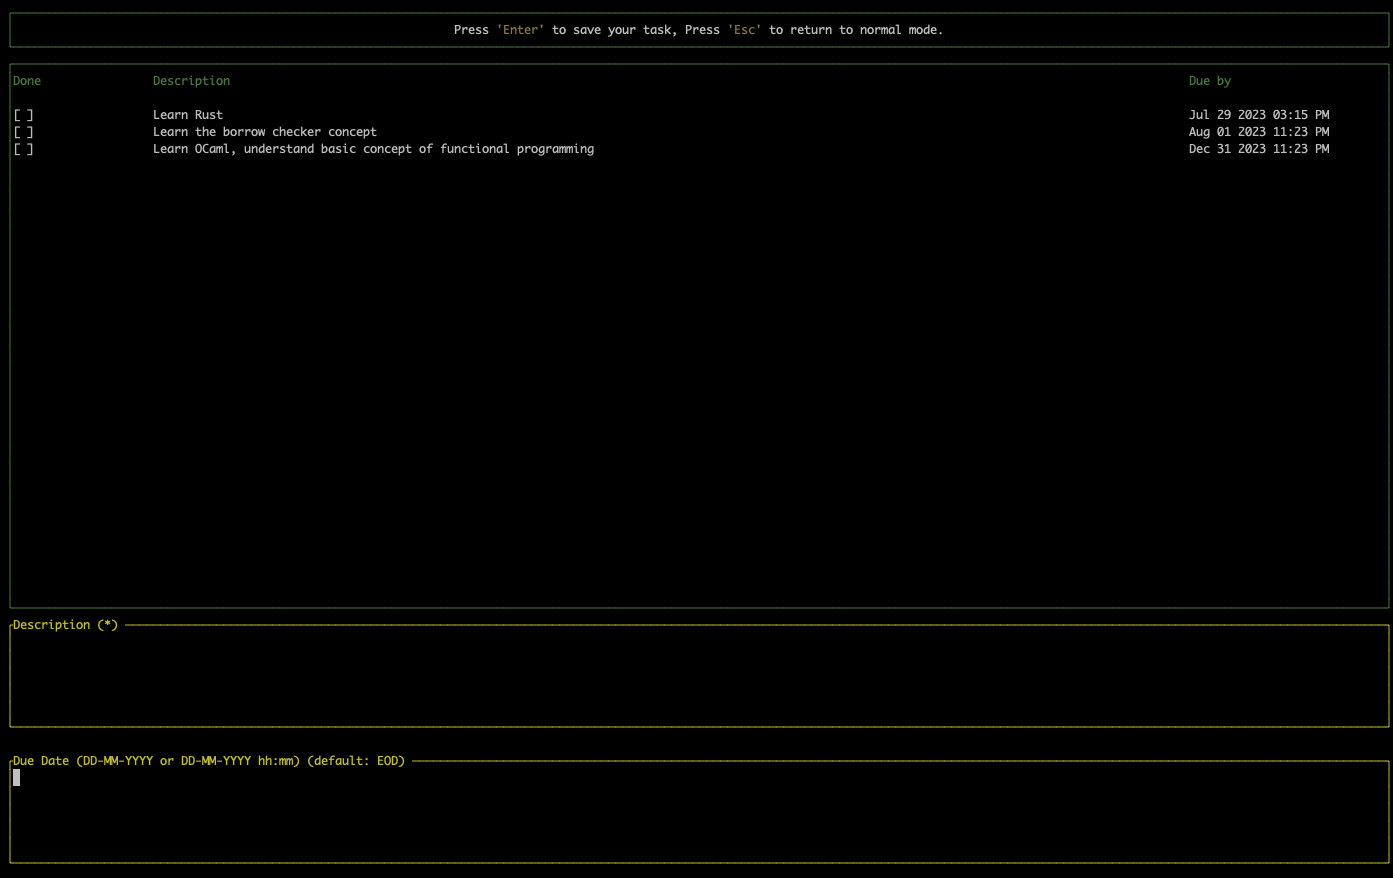 Press 'Enter' to save your task, Press 'Esc' to return to normal mode.
Done Description Due by
[ ] Learn Rust Jul 29 2023 03:15 PM
[ ] Learn the borrow checker concept Aug 01 2023 11:23 PM
[ ] Learn OCaml, understand basic concept of functional programming Dec 31 2023 11:23 PM
Description (*)
Due Date (DD-MM-YYYY or DD-MM-YYYY hh:mm) (default: EOD)